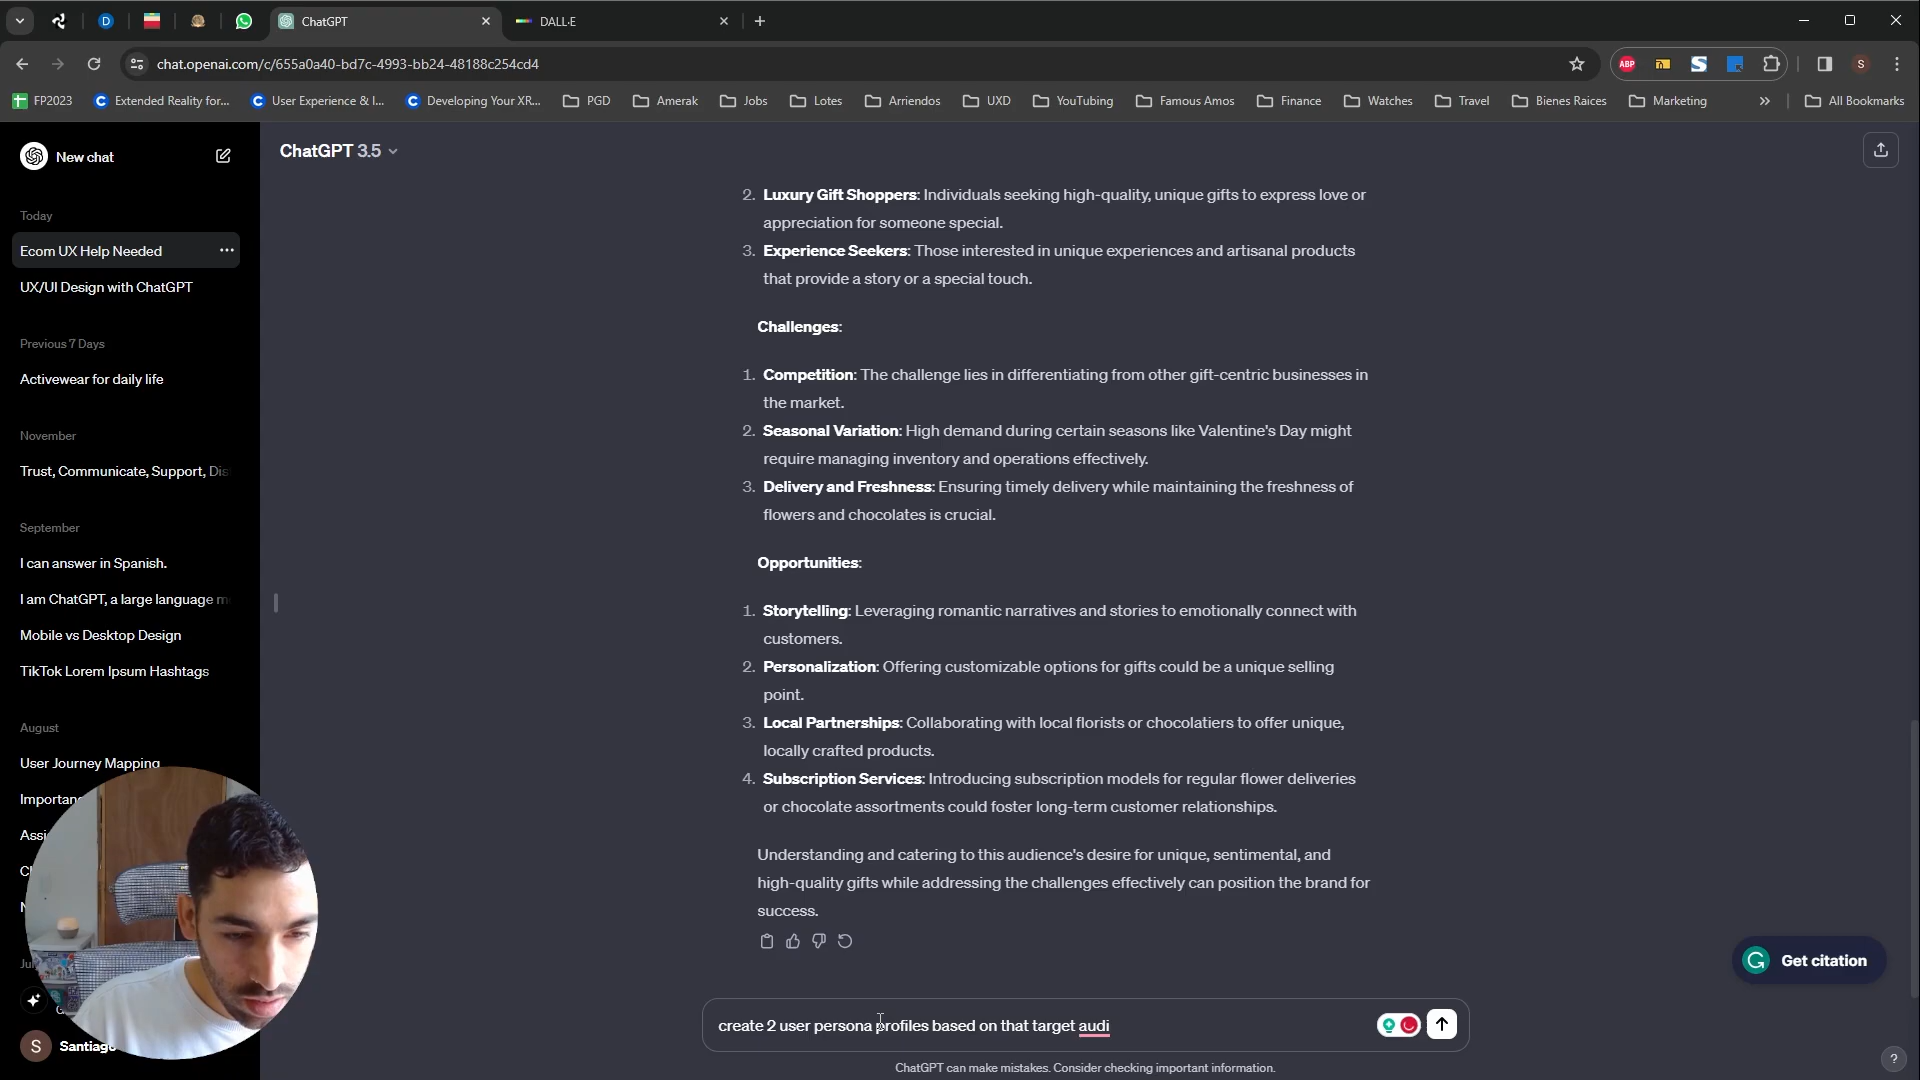 ChatGPT
DALL·E
chat.openai.com/c/655a0a40-bd7c-4993-bb24-48188c254cd4
ABP
S
FP2023
Extended Reality for...
User Experience & I...
Developing Your XR...
PGD
Amerak
Jobs
Lotes
Arriendos
UXD
YouTubing
Famous Amos
Finance
Watches
Travel
Bienes Raices
Marketing
All Bookmarks
New chat
Today
Ecom UX Help Needed
UX/UI Design with ChatGPT
Previous 7 Days
Activewear for daily life
November
Trust, Communicate, Support, Dis
September
I can answer in Spanish.
I am ChatGPT, a large language m
Mobile vs Desktop Design
TikTok Lorem Ipsum Hashtags
August
User Journey Mapping
S
Santiag
ChatGPT 3.5
2. Luxury Gift Shoppers: Individuals seeking high-quality, unique gifts to express love or
appreciation for someone special.
3. Experience Seekers: Those interested in unique experiences and artisanal products
that provide a story or a special touch.
Challenges:
1. Competition: The challenge lies in differentiating from other gift-centric businesses in
the market.
2. Seasonal Variation: High demand during certain seasons like Valentine's Day might
require managing inventory and operations effectively.
3. Delivery and Freshness: Ensuring timely delivery while maintaining the freshness of
flowers and chocolates is crucial.
Opportunities:
1. Storytelling: Leveraging romantic narratives and stories to emotionally connect with
customers.
2. Personalization: Offering customizable options for gifts could be a unique selling
point.
3. Local Partnerships: Collaborating with local florists or chocolatiers to offer unique,
locally crafted products.
4. Subscription Services: Introducing subscription models for regular flower deliveries
or chocolate assortments could foster long-term customer relationships.
Understanding and catering to this audience's desire for unique, sentimental, and
high-quality gifts while addressing the challenges effectively can position the brand for
success.
Get citation
create 2 user persona profiles based on that target audi
ChatGPT can make mistakes. Consider checking important information.
?